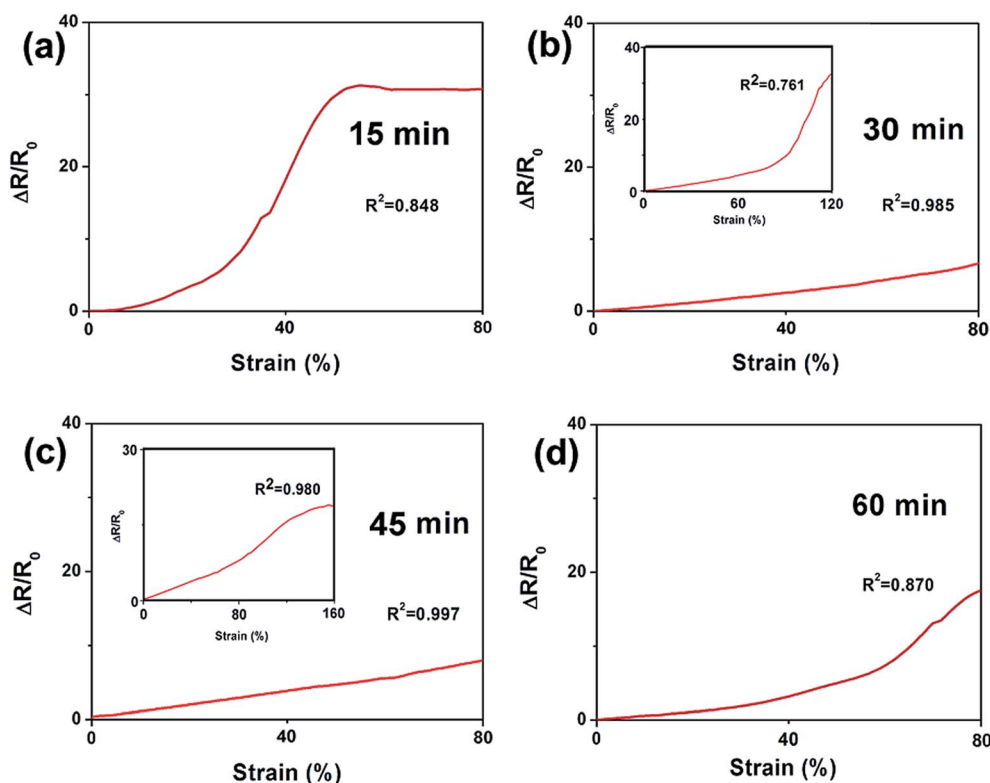 (a)
40
20
0
ΔR/R₀
15 min
R²=0.848
0 40 80
Strain (%)
(b)
40
20
0
ΔR/R₀
30 min
R²=0.985
0 40 80
Strain (%)
40
20
0
ΔR/R₀
R²=0.761
0 60 120
Strain (%)
(c)
40
20
0
ΔR/R₀
45 min
R²=0.997
0 40 80
Strain (%)
30
0
ΔR/R₀
R²=0.980
0 80 160
Strain (%)
(d)
40
20
0
ΔR/R₀
60 min
R²=0.870
0 40 80
Strain (%)